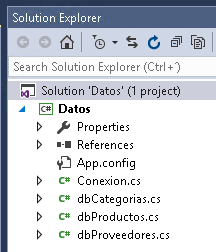 Solution Explorer
Search Solution Explorer (Ctrl+´)
Solution 'Datos' (1 project)
Datos
Properties
References
App.config
Conexion.cs
dbCategorias.cs
dbProductos.cs
dbProveedores.cs